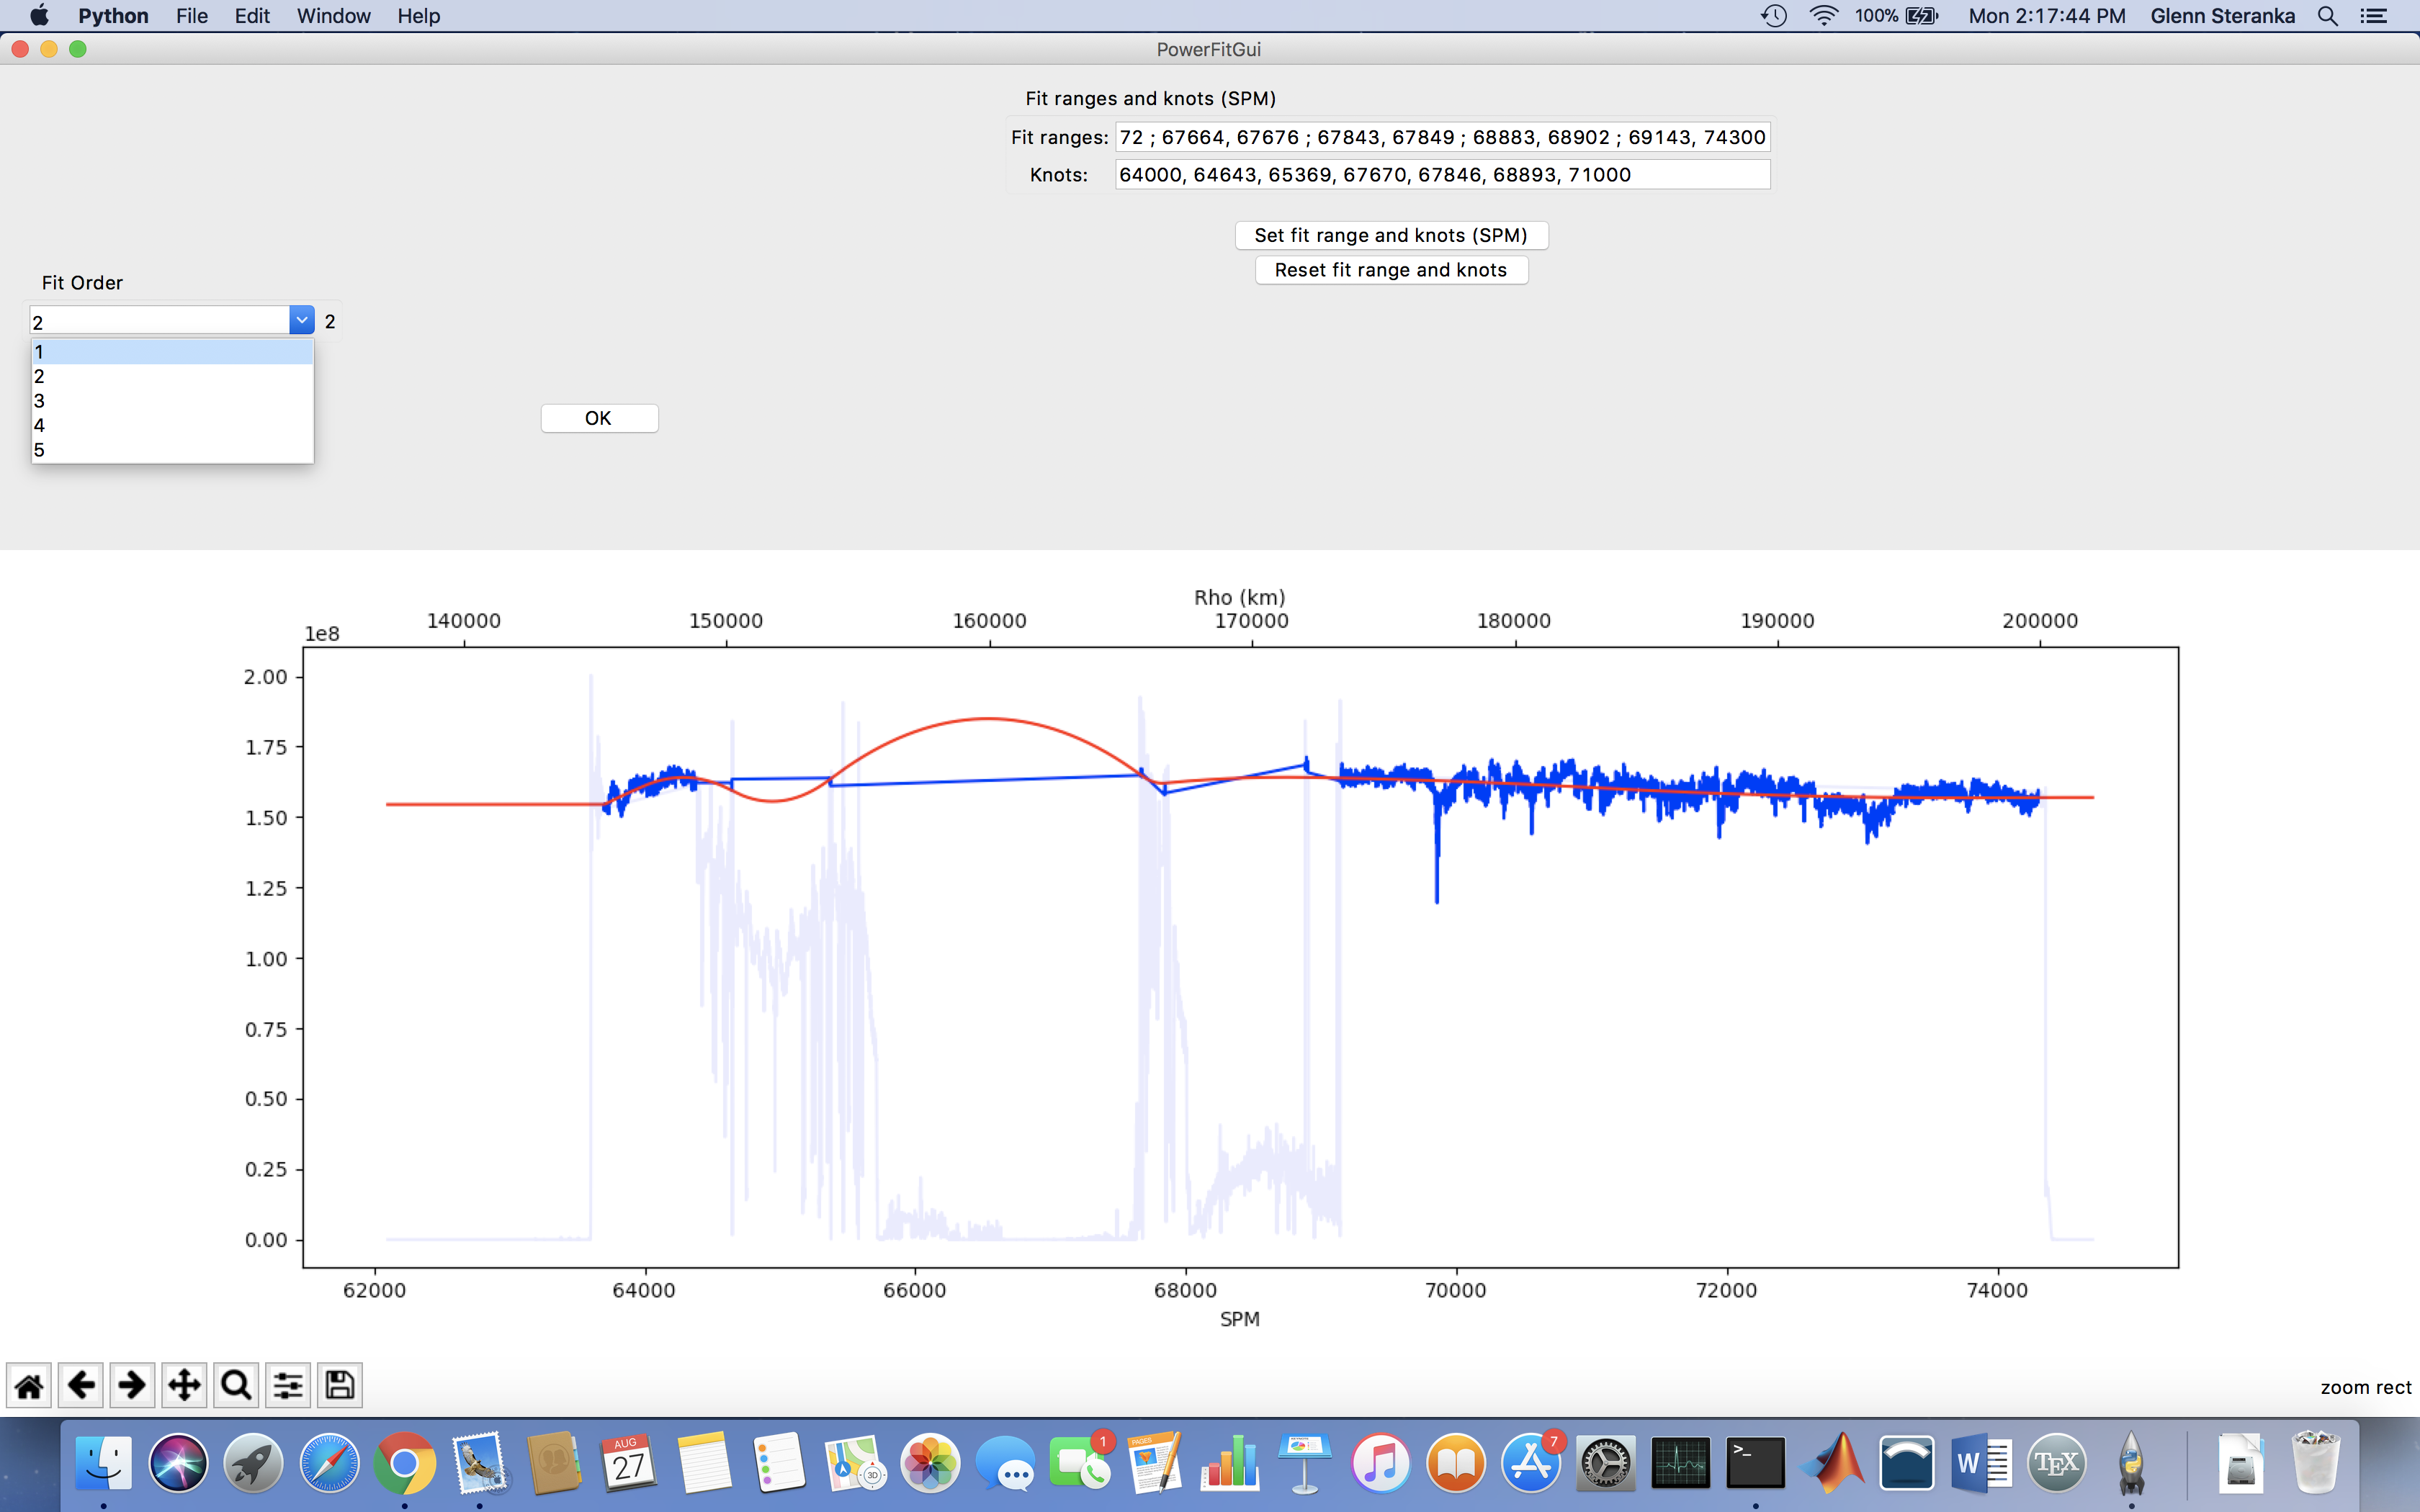 Python File Edit Window Help 100% Mon 2:17:44 PM Glenn Steranka
PowerFitGui
Fit ranges and knots (SPM)
Fit ranges: 72 ; 67664, 67676 ; 67843, 67849 ; 68883, 68902 ; 69143, 74300
Knots: 64000, 64643, 65369, 67670, 67846, 68893, 71000
Set fit range and knots (SPM)
Reset fit range and knots
Fit Order
2 2
1
2
3
4
5
OK
Rho (km)
140000 150000 160000 170000 180000 190000 200000
1e8
2.00
1.75
1.50
1.25
1.00
0.75
0.50
0.25
0.00
62000 64000 66000 68000 70000 72000 74000
SPM
zoom rect
AUG
27
3D
1
PAGES
7
>_
W
TEX